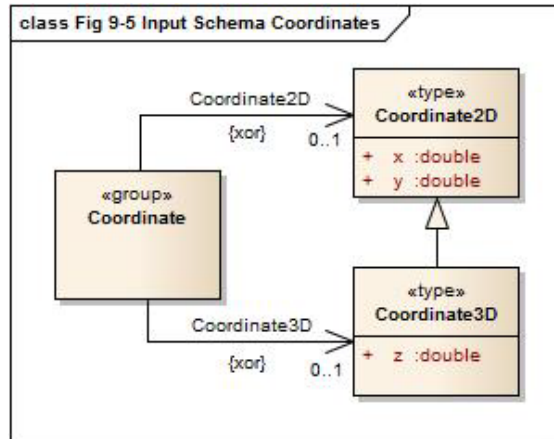 class Fig 9-5 Input Schema Coordinates
Coordinate2D
{xor}
0..1
«type»
Coordinate2D
+ x :double
+ y :double
«group»
Coordinate
Coordinate3D
{xor}
0..1
«type»
Coordinate3D
+ z :double